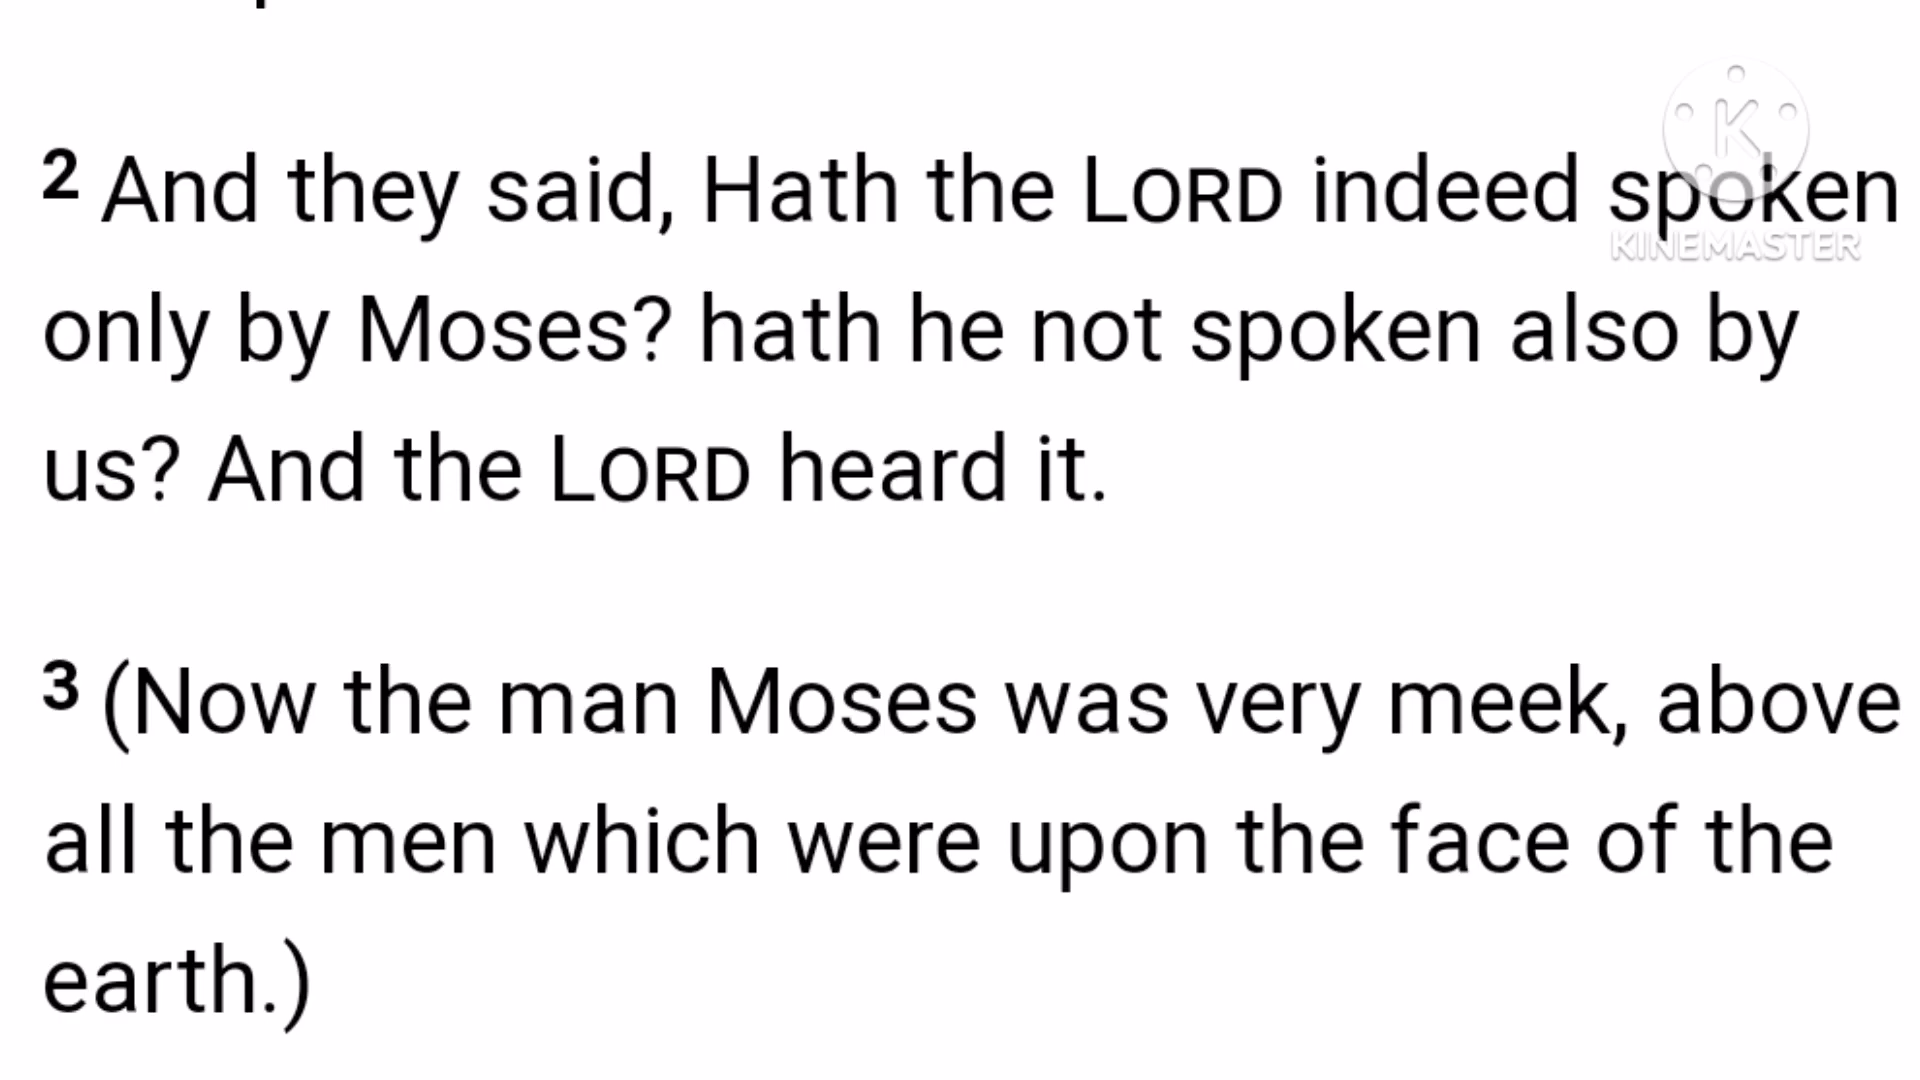 2 And they said, Hath the LORD indeed spoken
only by Moses? hath he not spoken also by
us? And the LORD heard it.
3 (Now the man Moses was very meek, above
all the men which were upon the face of the
earth.)
K
KINEMASTER